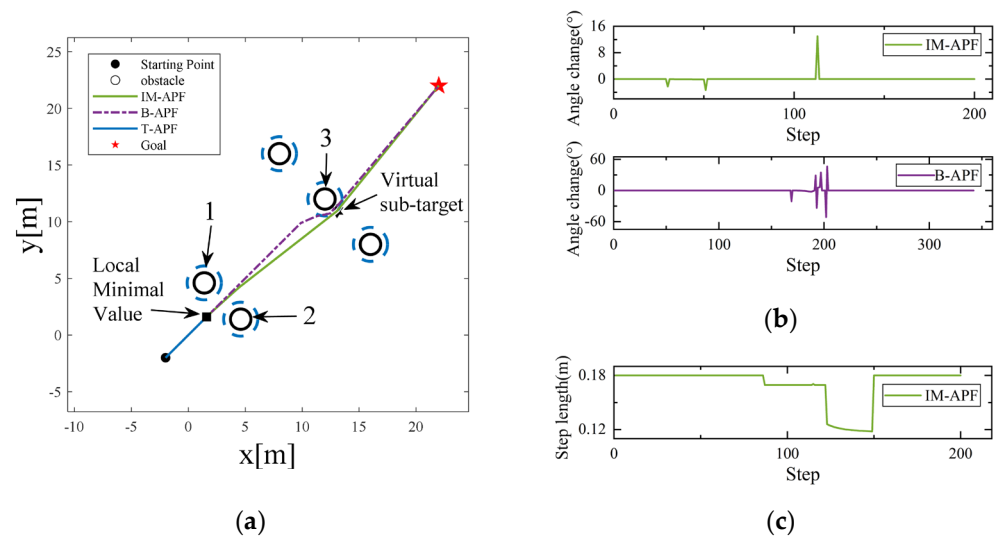 (a)
25
20
15
10
5
0
-5
-10
-5
0
5
10
15
20
25
x[m]
y[m]
Starting Point
obstacle
IM-APF
B-APF
T-APF
Goal
1
2
3
Virtual
sub-target
Local
Minimal
Value
(b)
Angle change(°)
16
8
0
0
100
200
Step
IM-APF
Angle change(°)
60
0
-60
0
100
200
300
Step
B-APF
(c)
Step length(m)
0.18
0.12
0
100
200
Step
IM-APF